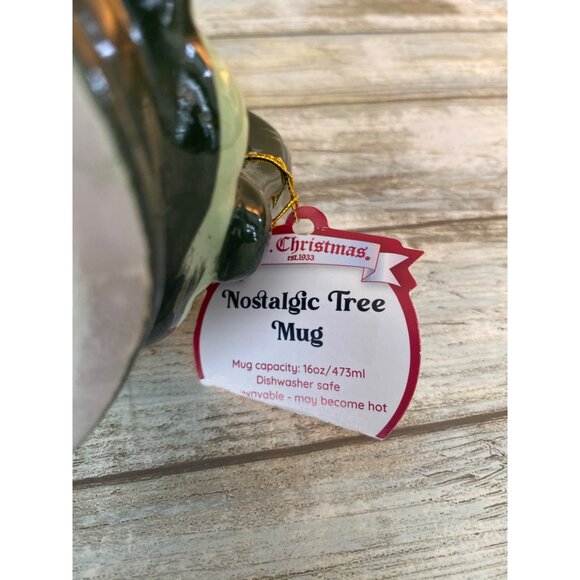 . Christmas®
est.1933
Nostalgic Tree
Mug
Mug capacity: 16oz/473ml
Dishwasher safe
- may become hot